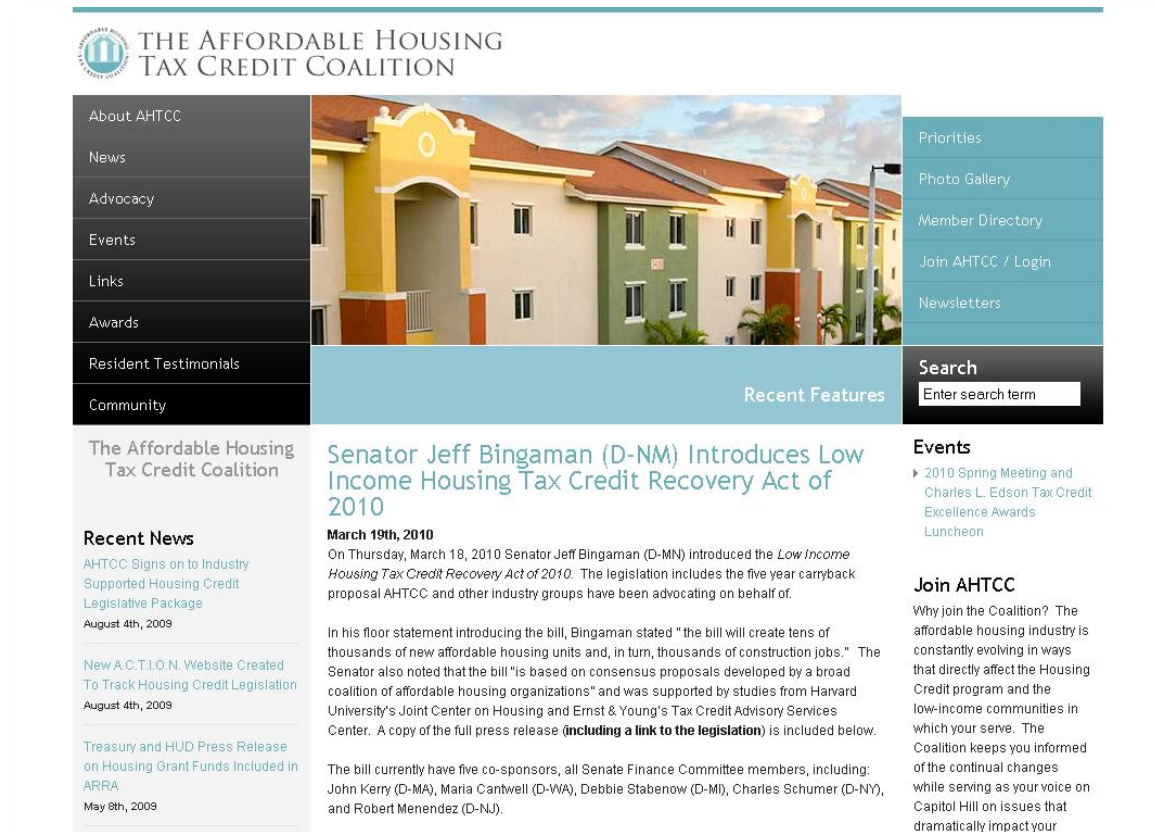 THE AFFORDABLE HOUSING
TAX CREDIT COALITION
About AHTCC
News
Advocacy
Events
Links
Awards
Resident Testimonials
Community
Priorities
Photo Gallery
Member Directory
Join AHTCC / Login
Newsletters
Recent Features
Search
Enter search term
The Affordable Housing
Tax Credit Coalition
Recent News
AHTCC Signs on to Industry
Supported Housing Credit
Legislative Package
August 4th, 2009
New A.C.T.I.O.N. Website Created
To Track Housing Credit Legislation
August 4th, 2009
Treasury and HUD Press Release
on Housing Grant Funds Included in
ARRA
May 8th, 2009
Senator Jeff Bingaman (D-NM) Introduces Low
Income Housing Tax Credit Recovery Act of
2010
March 19th, 2010
On Thursday, March 18, 2010 Senator Jeff Bingaman (D-MN) introduced the Low Income
Housing Tax Credit Recovery Act of 2010. The legislation includes the five year carryback
proposal AHTCC and other industry groups have been advocating on behalf of.
In his floor statement introducing the bill, Bingaman stated "the bill will create tens of
thousands of new affordable housing units and, in turn, thousands of construction jobs." The
Senator also noted that the bill "is based on consensus proposals developed by a broad
coalition of affordable housing organizations" and was supported by studies from Harvard
University's Joint Center on Housing and Ernst & Young's Tax Credit Advisory Services
Center. A copy of the full press release (including a link to the legislation) is included below.
The bill currently have five co-sponsors, all Senate Finance Committee members, including:
John Kerry (D-MA), Maria Cantwell (D-WA), Debbie Stabenow (D-MI), Charles Schumer (D-NY),
and Robert Menendez (D-NJ).
Events
2010 Spring Meeting and
Charles L. Edson Tax Credit
Excellence Awards
Luncheon
Join AHTCC
Why join the Coalition? The
affordable housing industry is
constantly evolving in ways
that directly affect the Housing
Credit program and the
low-income communities in
which your serve. The
Coalition keeps you informed
of the continual changes
while serving as your voice on
Capitol Hill on issues that
dramatically impact your